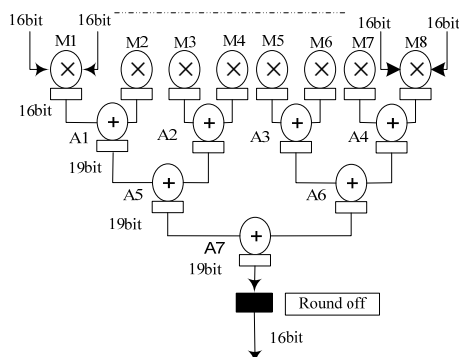 16bit 16bit 16bit 16bit
M1 M2 M3 M4 M5 M6 M7 M8
× × × × × × × ×
16bit
+ + + +
A1 A2 A3 A4
19bit
+ +
A5 A6
19bit
+
A7
19bit
Round off
16bit